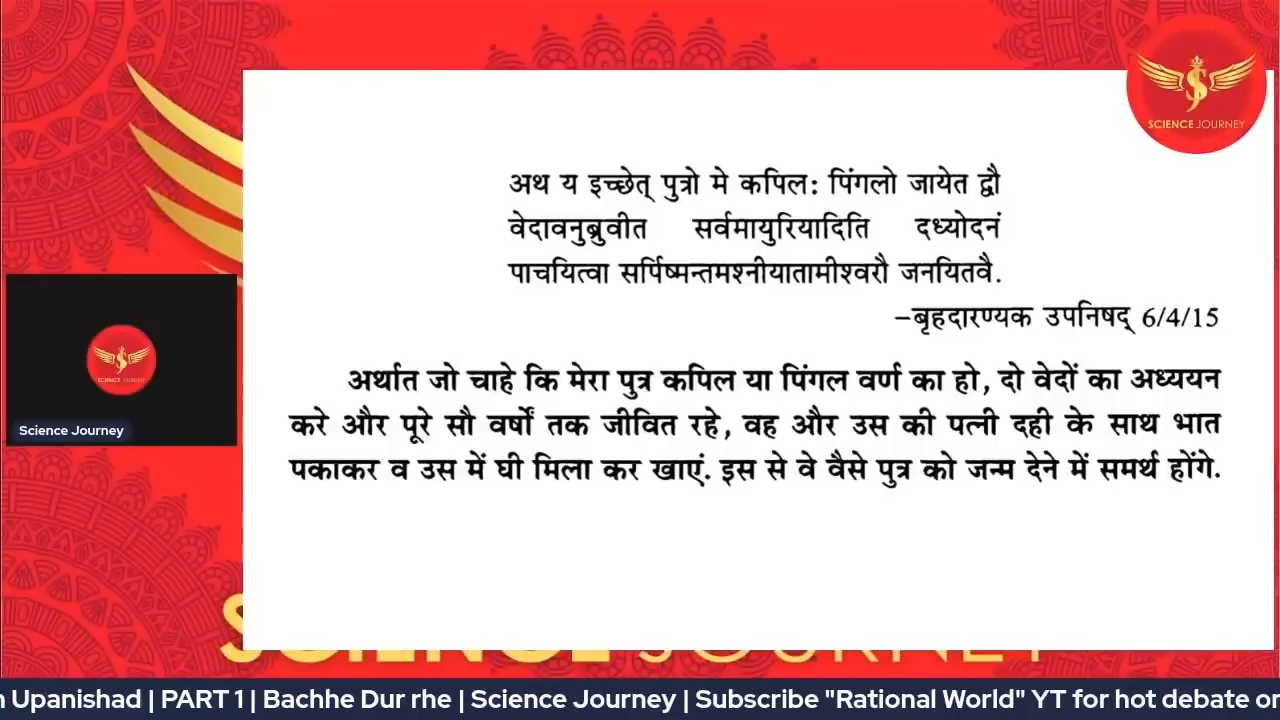 SCIENCE JOURNEY
अथ य इच्छेत् पुत्रो मे कपिल: पिंगलो जायेत द्वौ
वेदावनुब्रुवीत सर्वमायुरियादिति दध्योदनं
पाचयित्वा सर्पिष्मन्तमश्नीयातामीश्वरौ जनयितवै.
–बृहदारण्यक उपनिषद् 6/4/15
अर्थात जो चाहे कि मेरा पुत्र कपिल या पिंगल वर्ण का हो, दो वेदों का अध्ययन
करे और पूरे सौ वर्षों तक जीवित रहे, वह और उस की पत्नी दही के साथ भात
पकाकर व उस में घी मिला कर खाएं. इस से वे वैसे पुत्र को जन्म देने में समर्थ होंगे.
Science Journey
Upanishad | PART 1 | Bachhe Dur rhe | Science Journey | Subscribe "Rational World" YT for hot debate